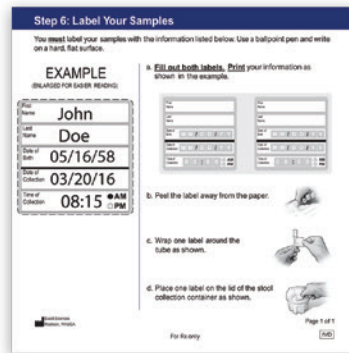 Step 6: Label Your Samples
You must label your samples with the information listed below. Use a ballpoint pen and write
on a hard, flat surface.
EXAMPLE
(ENLARGED FOR EASIER READING)
First
Name
John
Last
Name
Doe
Date of
Birth
05/16/58
Date of
Collection
03/20/16
Time of
Collection
08:15
AM
PM
a. Fill out both labels. Print your information as
shown in the example.
b. Peel the label away from the paper.
c. Wrap one label around the
tube as shown.
d. Place one label on the lid of the stool
collection container as shown.
Page 1 of 1
For Rx only
IVD